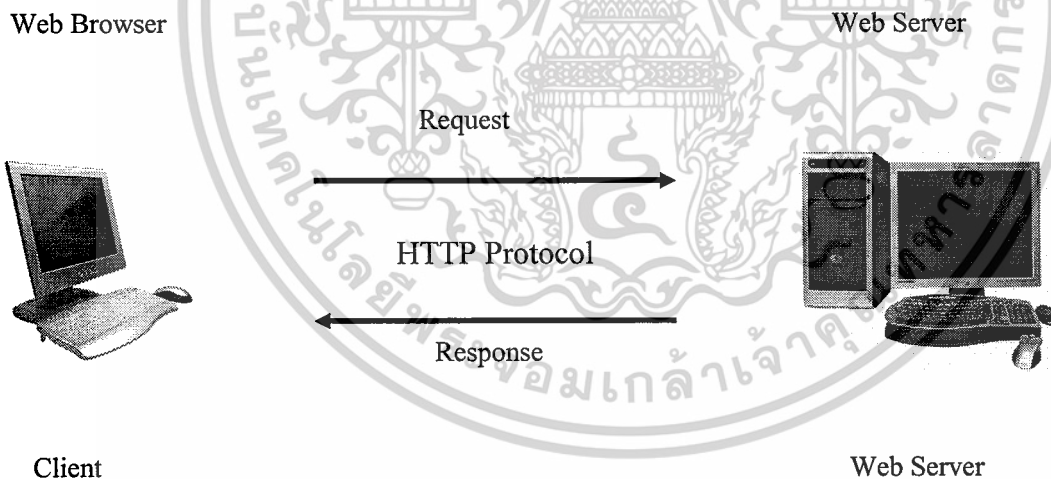 Web Browser
Web Server
Request
HTTP Protocol
Response
Client
Web Server